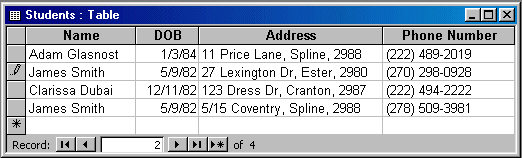 Students : Table
Name DOB Address Phone Number
Adam Glasnost 1/3/84 11 Price Lane, Spline, 2988 (222) 489-2019
James Smith 5/9/82 27 Lexington Dr, Ester, 2980 (270) 298-0928
Clarissa Dubai 12/11/82 123 Dress Dr, Cranton, 2987 (222) 494-2222
James Smith 5/9/82 5/15 Coventry, Spline, 2988 (278) 509-3981
Record: 2 of 4